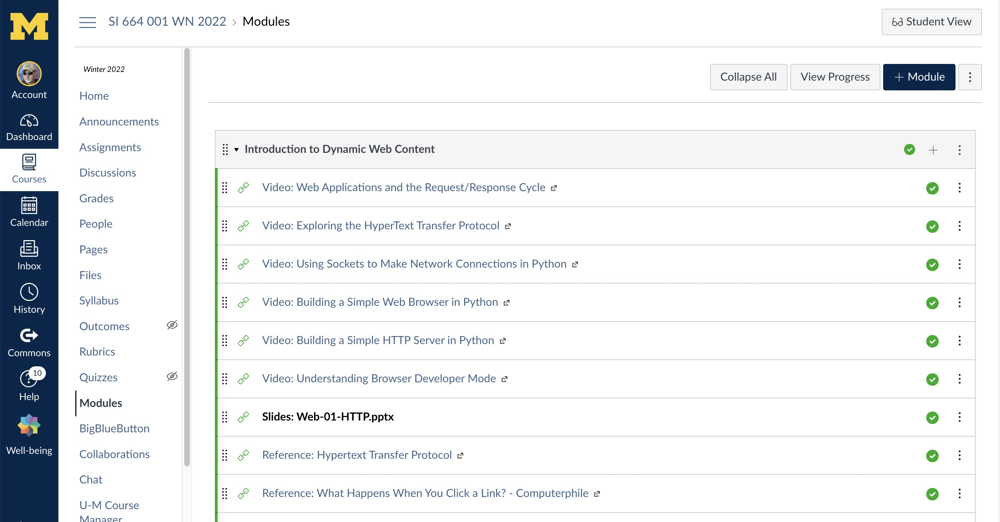 M
SI 664 001 WN 2022 > Modules
Student View
Account
Dashboard
Courses
Calendar
Inbox
History
Commons
10
Help
Well-being
Winter 2022
Home
Announcements
Assignments
Discussions
Grades
People
Pages
Files
Syllabus
Outcomes
Rubrics
Quizzes
Modules
BigBlueButton
Collaborations
Chat
U-M Course
Manager
Collapse All
View Progress
+ Module
Introduction to Dynamic Web Content
Video: Web Applications and the Request/Response Cycle
Video: Exploring the HyperText Transfer Protocol
Video: Using Sockets to Make Network Connections in Python
Video: Building a Simple Web Browser in Python
Video: Building a Simple HTTP Server in Python
Video: Understanding Browser Developer Mode
Slides: Web-01-HTTP.pptx
Reference: Hypertext Transfer Protocol
Reference: What Happens When You Click a Link? - Computerphile